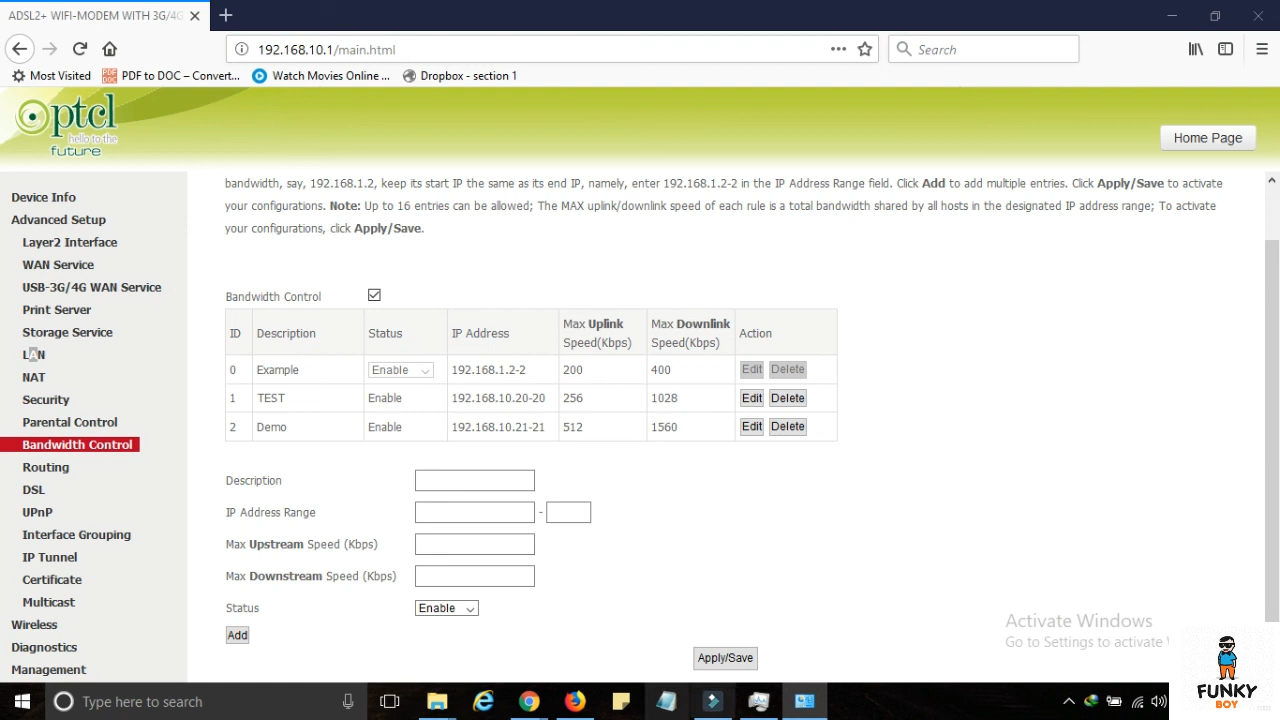 ADSL2+ WIFI-MODEM WITH 3G/4G
192.168.10.1/main.html
Search
Most Visited
PDF to DOC – Convert...
Watch Movies Online ...
Dropbox - section 1
ptcl
hello to the
future
Home Page
Device Info
Advanced Setup
Layer2 Interface
WAN Service
USB-3G/4G WAN Service
Print Server
Storage Service
LAN
NAT
Security
Parental Control
Bandwidth Control
Routing
DSL
UPnP
Interface Grouping
IP Tunnel
Certificate
Multicast
Wireless
Diagnostics
Management
bandwidth, say, 192.168.1.2, keep its start IP the same as its end IP, namely, enter 192.168.1.2-2 in the IP Address Range field. Click Add to add multiple entries. Click Apply/Save to activate
your configurations. Note: Up to 16 entries can be allowed; The MAX uplink/downlink speed of each rule is a total bandwidth shared by all hosts in the designated IP address range; To activate
your configurations, click Apply/Save.
Bandwidth Control
ID Description Status IP Address Max Uplink Speed(Kbps) Max Downlink Speed(Kbps) Action
0 Example Enable 192.168.1.2-2 200 400 Edit Delete
1 TEST Enable 192.168.10.20-20 256 1028 Edit Delete
2 Demo Enable 192.168.10.21-21 512 1560 Edit Delete
Description
IP Address Range -
Max Upstream Speed (Kbps)
Max Downstream Speed (Kbps)
Status Enable
Add
Apply/Save
Activate Windows
Go to Settings to activate
FUNKY
BOY
Type here to search